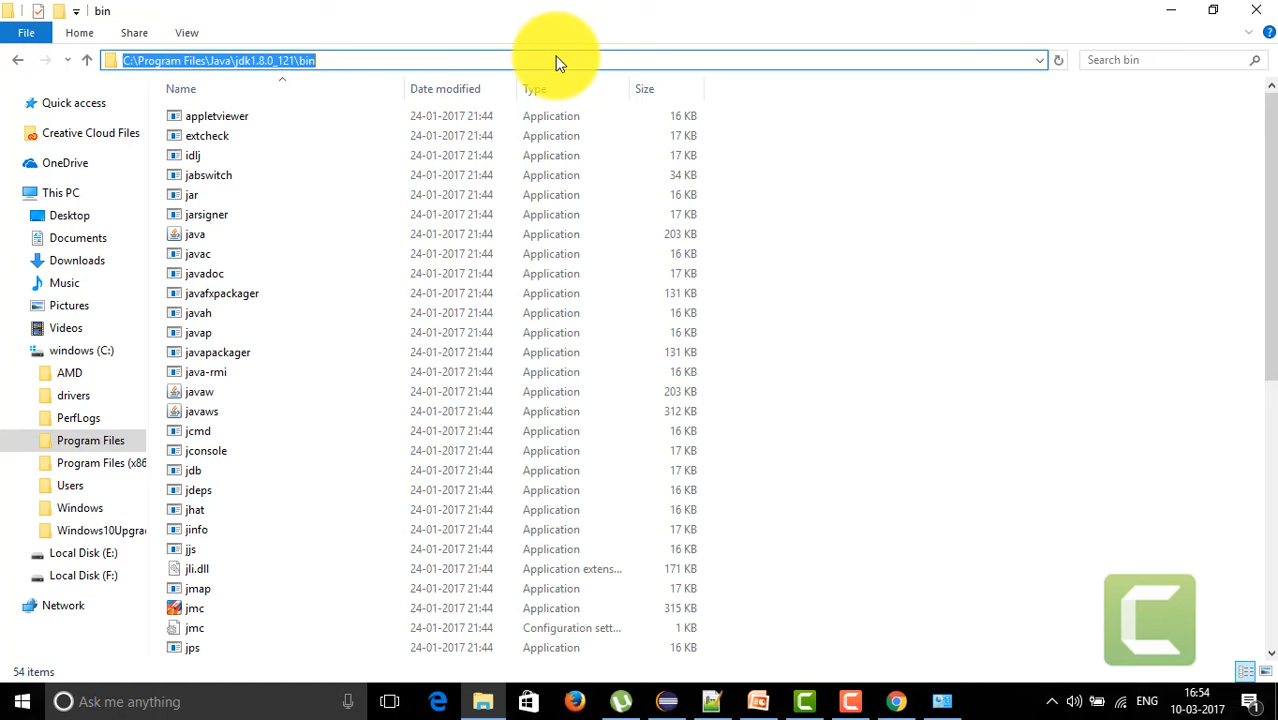 bin
File Home Share View
C:\Program Files\Java\jdk1.8.0_121\bin Search bin
Name Date modified Type Size
Quick access
Creative Cloud Files
OneDrive
This PC
Desktop
Documents
Downloads
Music
Pictures
Videos
windows (C:)
AMD
drivers
PerfLogs
Program Files
Program Files (x86
Users
Windows
Windows10Upgra
Local Disk (E:)
Local Disk (F:)
Network
appletviewer 24-01-2017 21:44 Application 16 KB
extcheck 24-01-2017 21:44 Application 17 KB
idlj 24-01-2017 21:44 Application 17 KB
jabswitch 24-01-2017 21:44 Application 34 KB
jar 24-01-2017 21:44 Application 16 KB
jarsigner 24-01-2017 21:44 Application 17 KB
java 24-01-2017 21:44 Application 203 KB
javac 24-01-2017 21:44 Application 16 KB
javadoc 24-01-2017 21:44 Application 17 KB
javafxpackager 24-01-2017 21:44 Application 131 KB
javah 24-01-2017 21:44 Application 17 KB
javap 24-01-2017 21:44 Application 17 KB
javapackager 24-01-2017 21:44 Application 131 KB
java-rmi 24-01-2017 21:44 Application 16 KB
javaw 24-01-2017 21:44 Application 203 KB
javaws 24-01-2017 21:44 Application 312 KB
jcmd 24-01-2017 21:44 Application 16 KB
jconsole 24-01-2017 21:44 Application 17 KB
jdb 24-01-2017 21:44 Application 17 KB
jdeps 24-01-2017 21:44 Application 16 KB
jhat 24-01-2017 21:44 Application 16 KB
jinfo 24-01-2017 21:44 Application 17 KB
jjs 24-01-2017 21:44 Application 16 KB
jli.dll 24-01-2017 21:44 Application extens... 171 KB
jmap 24-01-2017 21:44 Application 17 KB
jmc 24-01-2017 21:44 Application 315 KB
jmc 24-01-2017 21:44 Configuration sett... 1 KB
jps 24-01-2017 21:44 Application 16 KB
54 items
Ask me anything ENG 16:54
10-03-2017 1